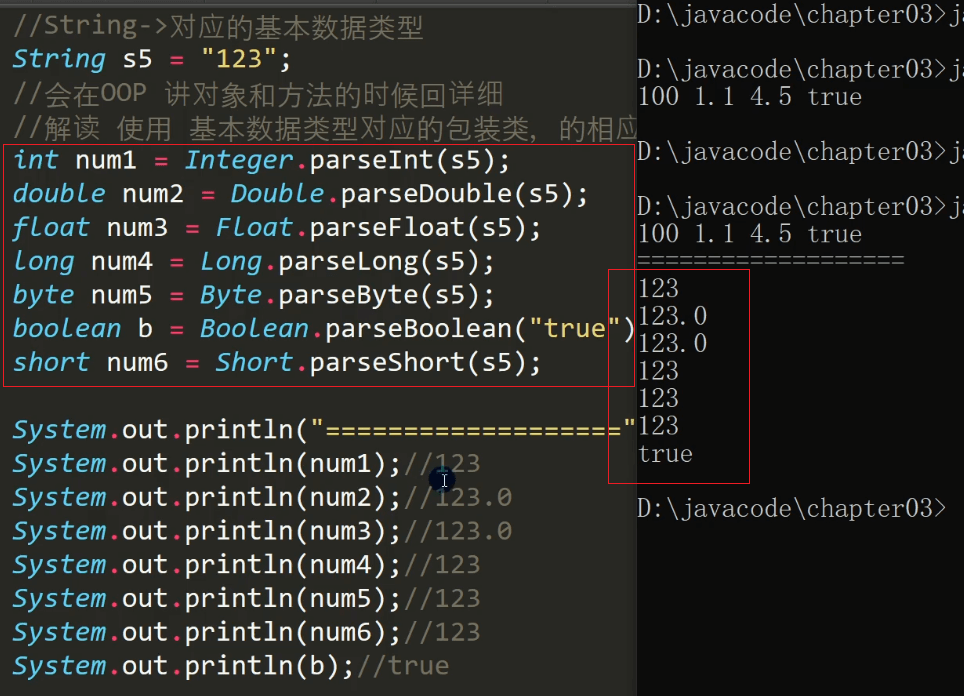 //String->对应的基本数据类型
String s5 = "123";
//会在OOP 讲对象和方法的时候回详细
//解读 使用 基本数据类型对应的包装类，的相应
int num1 = Integer.parseInt(s5);
double num2 = Double.parseDouble(s5);
float num3 = Float.parseFloat(s5);
long num4 = Long.parseLong(s5);
byte num5 = Byte.parseByte(s5);
boolean b = Boolean.parseBoolean("true")
short num6 = Short.parseShort(s5);
System.out.println("==================="
System.out.println(num1);//123
System.out.println(num2);//123.0
System.out.println(num3);//123.0
System.out.println(num4);//123
System.out.println(num5);//123
System.out.println(num6);//123
System.out.println(b);//true
D:\javacode\chapter03>ja
D:\javacode\chapter03>ja
100 1.1 4.5 true
D:\javacode\chapter03>ja
D:\javacode\chapter03>ja
100 1.1 4.5 true
===================
123
123.0
123.0
123
123
123
true
D:\javacode\chapter03>